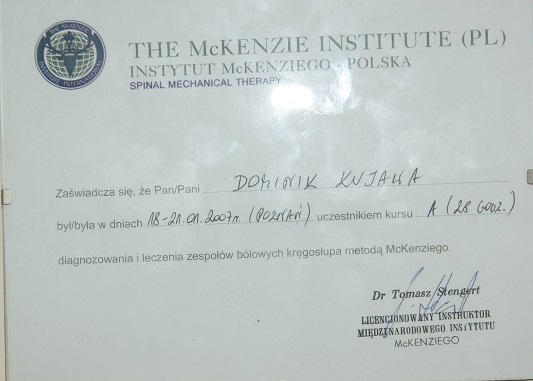 THE McKENZIE INSTITUTE (PL)
INSTYTUT McKENZIEGO - POLSKA
SPINAL MECHANICAL THERAPY
Zaświadcza się, że Pan/Pani DOMINIK KUJAWA
był/była w dniach 18-21.01.2007r. (POZNAŃ) uczestnikiem kursu A (28 GODZ.)
diagnozowania i leczenia zespołów bólowych kręgosłupa metodą McKenziego.
Dr Tomasz Stengert
LICENCJONOWANY INSTRUKTOR
MIĘDZYNARODOWEGO INSTYTUTU
McKENZIEGO